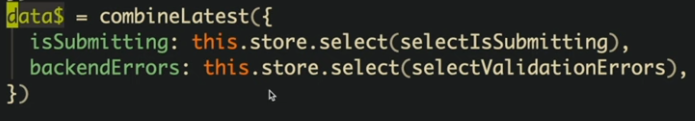 data$ = combineLatest({
  isSubmitting: this.store.select(selectIsSubmitting),
  backendErrors: this.store.select(selectValidationErrors),
})